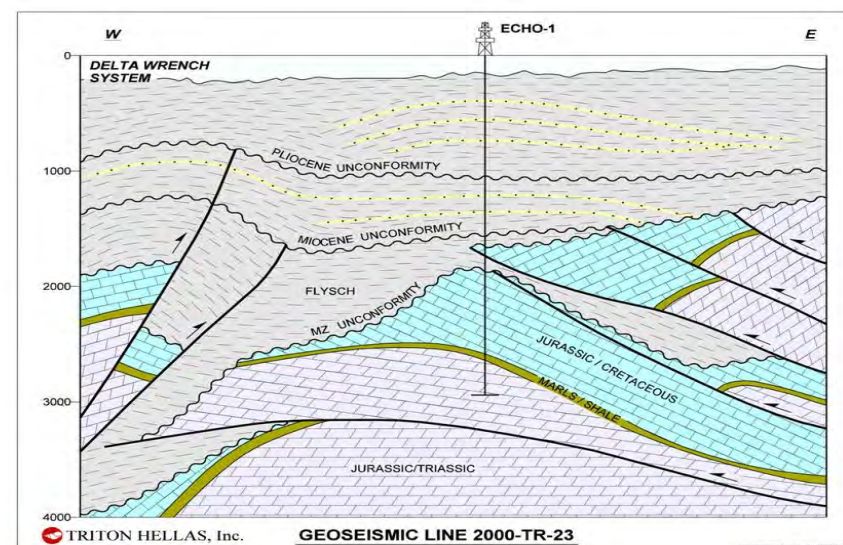 W
ECHO-1
E
0
DELTA WRENCH
SYSTEM
PLIOCENE UNCONFORMITY
1000
MIOCENE UNCONFORMITY
2000
FLYSCH
MZ UNCONFORMITY
JURASSIC / CRETACEOUS
MARLS / SHALE
3000
JURASSIC/TRIASSIC
4000
TRITON HELLAS, Inc.
GEOSEISMIC LINE 2000-TR-23